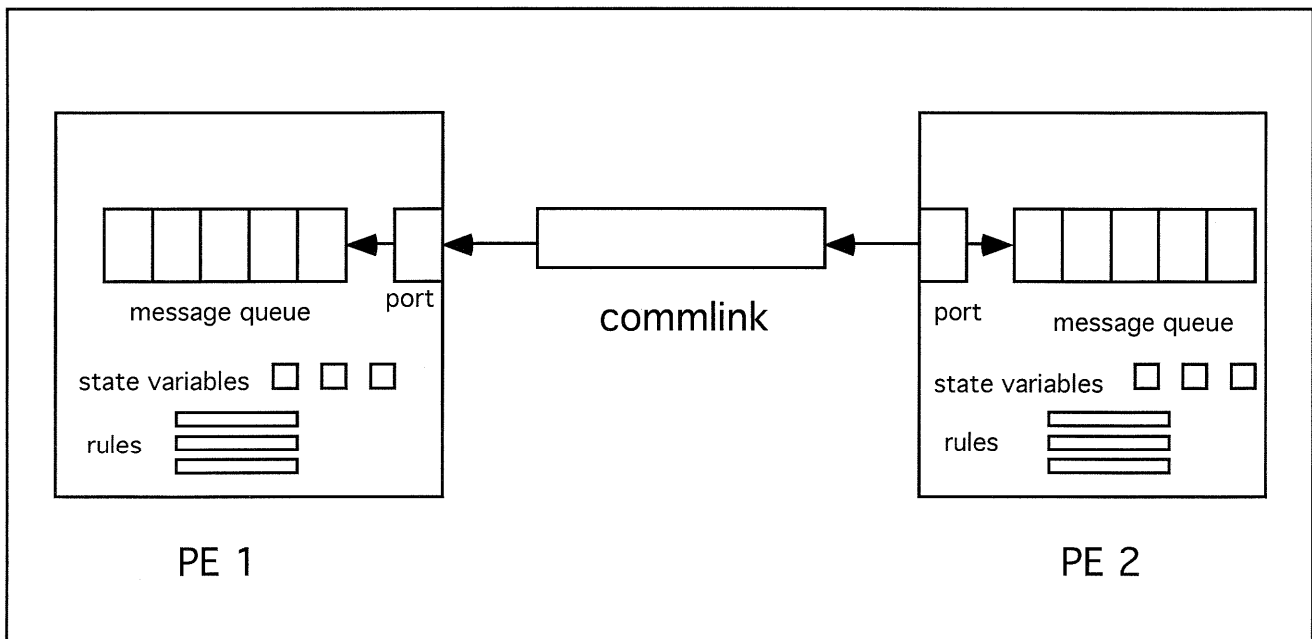 message queue
port
commlink
port
message queue
state variables
state variables
rules
rules
PE 1
PE 2